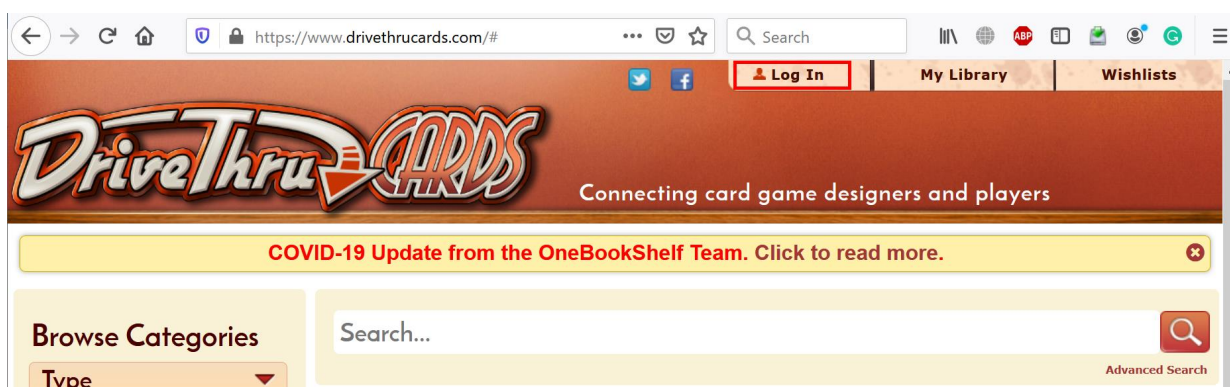 https://www.drivethrucards.com/#
Search
ABP
Log In
My Library
Wishlists
DriveThru CARDS
Connecting card game designers and players
COVID-19 Update from the OneBookShelf Team. Click to read more.
Browse Categories
Search...
Type
Advanced Search